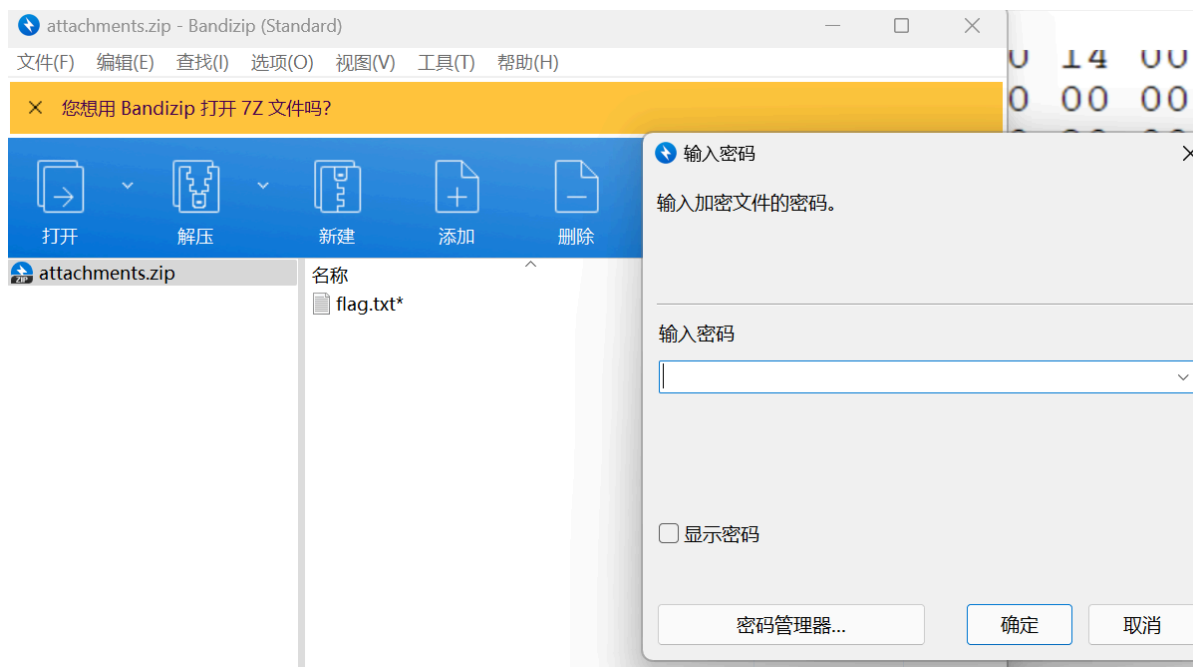 attachments.zip - Bandizip (Standard)
文件(F) 编辑(E) 查找(I) 选项(O) 视图(V) 工具(T) 帮助(H)
您想用 Bandizip 打开 7Z 文件吗?
打开 解压 新建 添加 删除
attachments.zip
名称
flag.txt*
14 00
00 00
输入密码
输入加密文件的密码。
输入密码
显示密码
密码管理器... 确定 取消